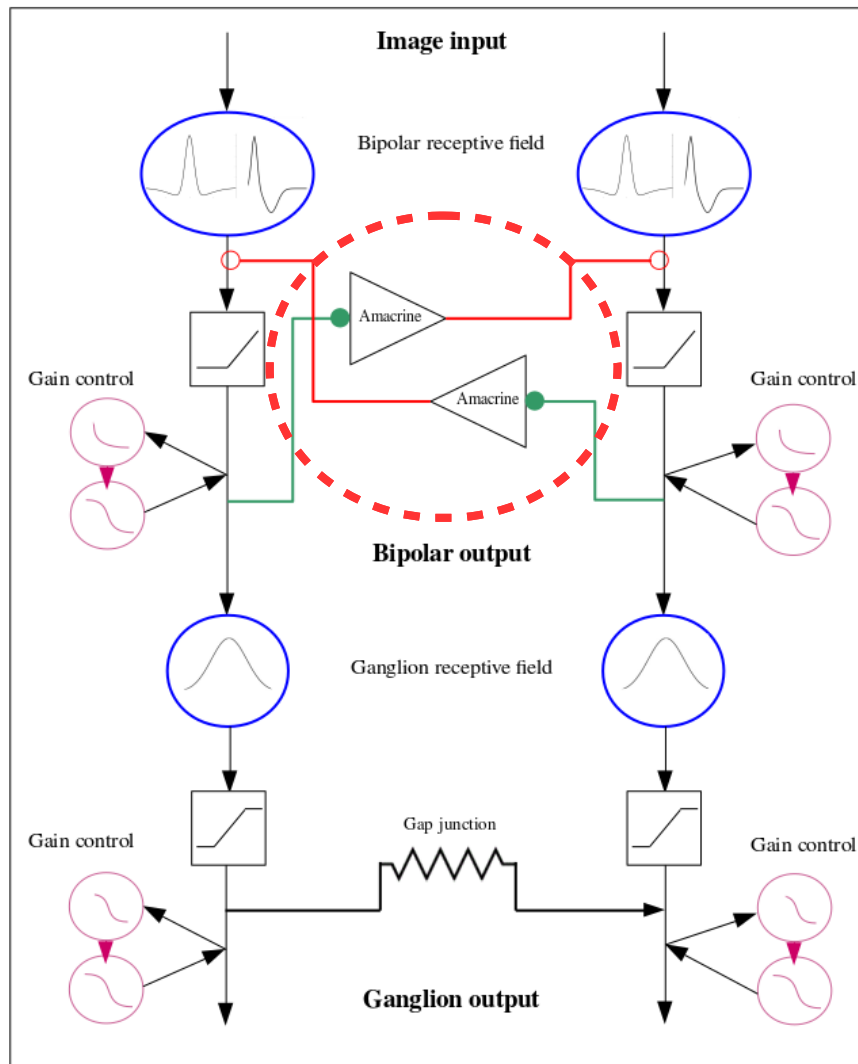 Image input
Bipolar receptive field
Amacrine
Gain control
Gain control
Amacrine
Bipolar output
Ganglion receptive field
Gap junction
Gain control
Gain control
Ganglion output